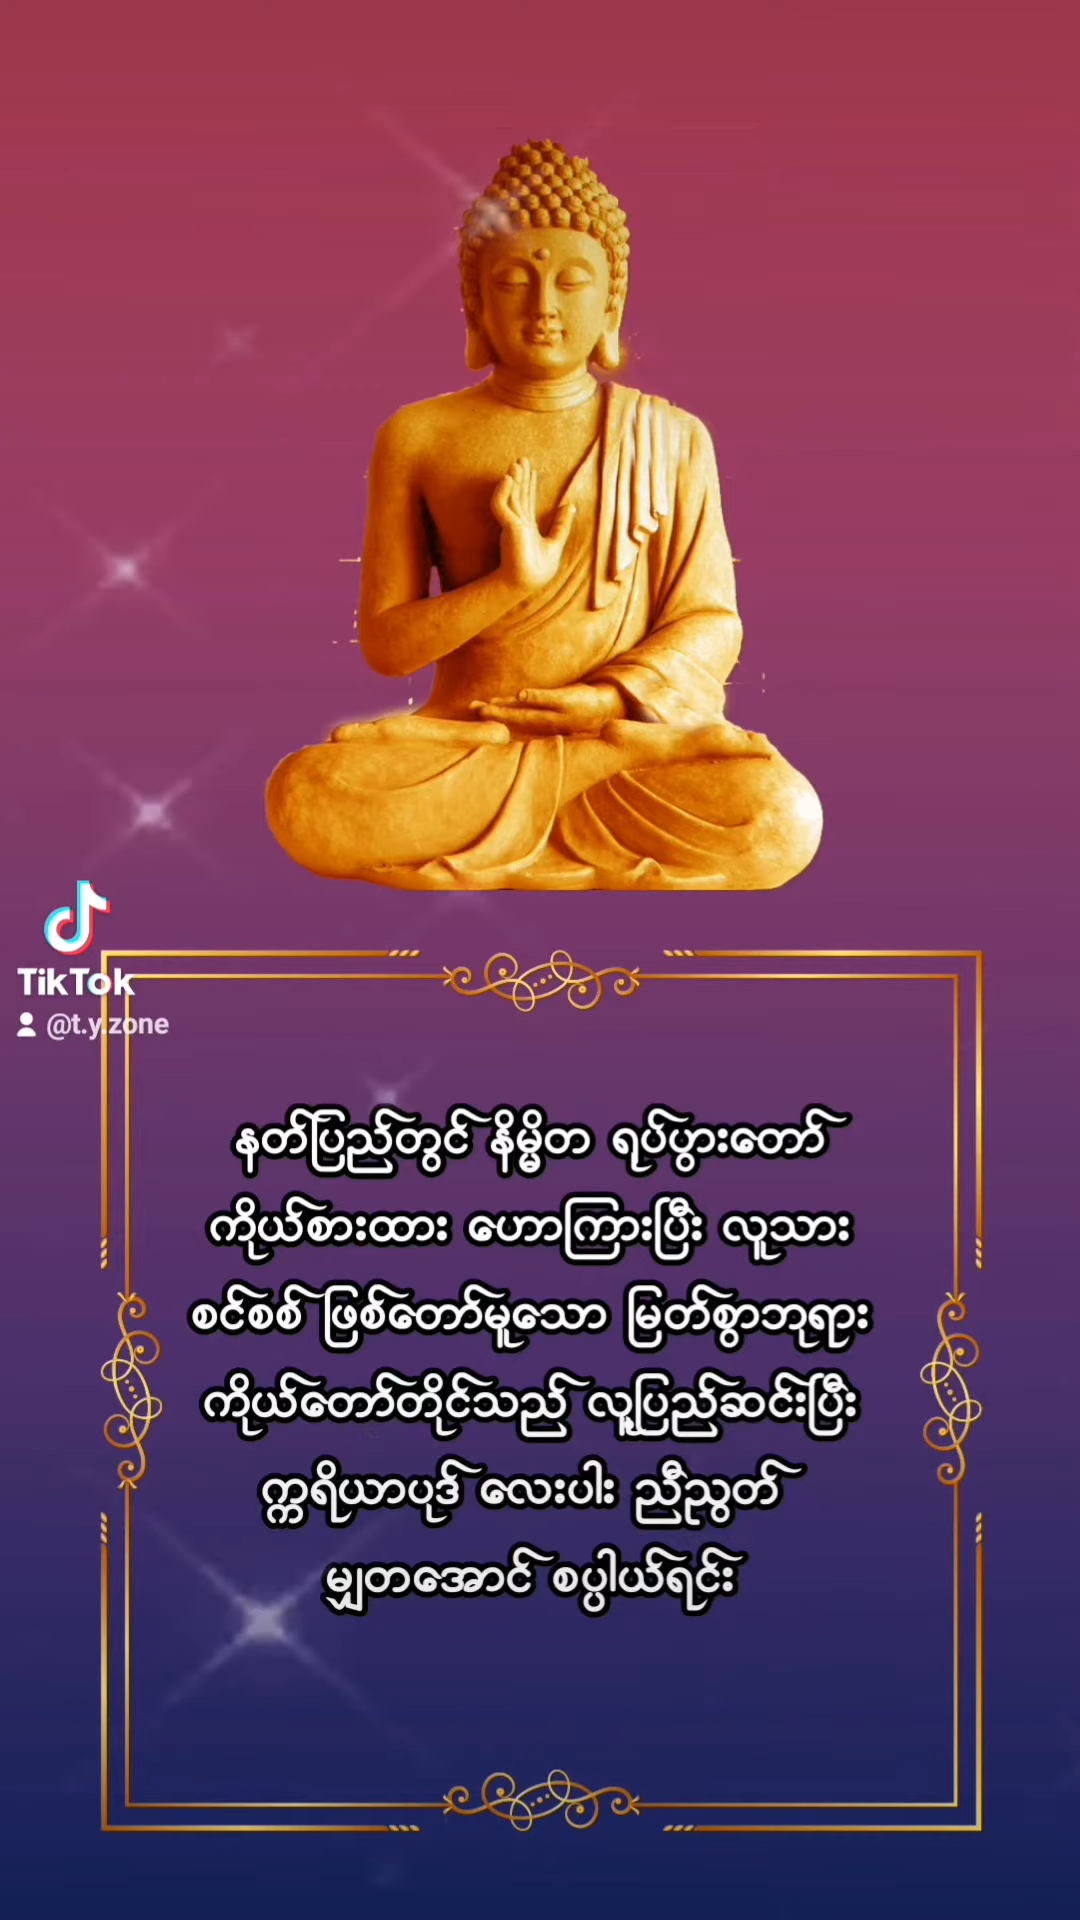 TikTok
@t.y.zone
နတ်ပြည်တွင် နိမ္မိတ ရုပ်ပွားတော်
ကိုယ်စားထား ဟောကြားပြီး လူသား
စင်စစ် ဖြစ်တော်မူသော မြတ်စွာဘုရား
ကိုယ်တော်တိုင်သည် လူ့ပြည်ဆင်းပြီး
ဣရိယာပုဒ် လေးပါး ညီညွတ်
မျှတအောင် စပ္ပါယ်ရင်း